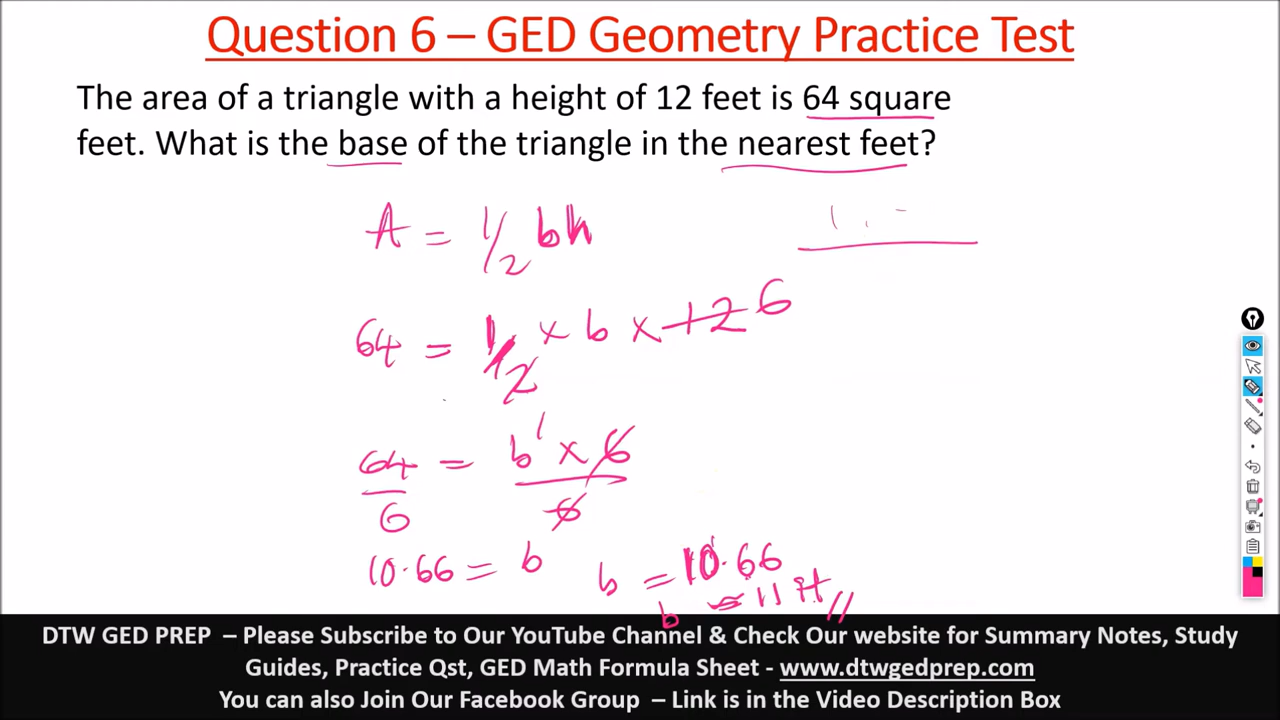 Question 6 – GED Geometry Practice Test
The area of a triangle with a height of 12 feet is 64 square
feet. What is the base of the triangle in the nearest feet?
A = 1/2 bh
64 = 1/2 × b × 12 6
64 = b × 6
6 6
10.66 = b
b = 10.66
b ≈ 11 ft
DTW GED PREP – Please Subscribe to Our YouTube Channel & Check Our website for Summary Notes, Study
Guides, Practice Qst, GED Math Formula Sheet - www.dtwgedprep.com
You can also Join Our Facebook Group – Link is in the Video Description Box